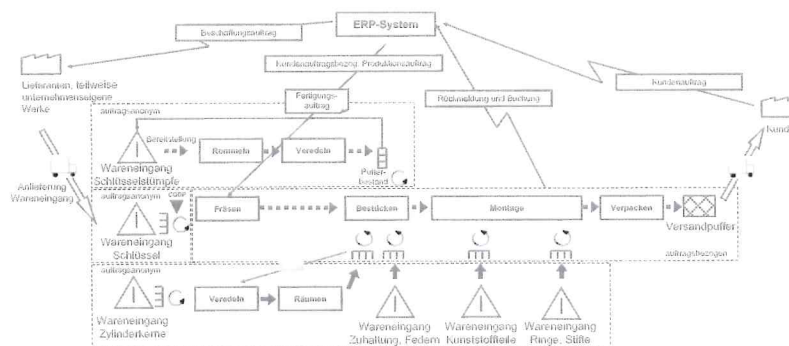 ERP-System
Beschaffungsauftrag
Kundenauftragsbezog. Produktionsauftrag
Kundenauftrag
Lieferanten, teilweise
unternehmenseigene
Werke
Fertigungs-
auftrag
Rückmeldung und Buchung
Kunde
auftragsanonym
Bereitstellung
Rommeln
Veredeln
Wareneingang
Schlüsselstümpfe
Puffer-
bestand
Anlieferung
Wareneingang
auftragsanonym
Fräsen
Bestücken
Montage
Verpacken
Versandpuffer
Wareneingang
Schlüssel
auftragsbezogen
auftragsanonym
Veredeln
Räumen
Wareneingang
Zylinderkerne
Wareneingang
Zuhaltung, Federn
Wareneingang
Kunststoffteile
Wareneingang
Ringe, Stifte